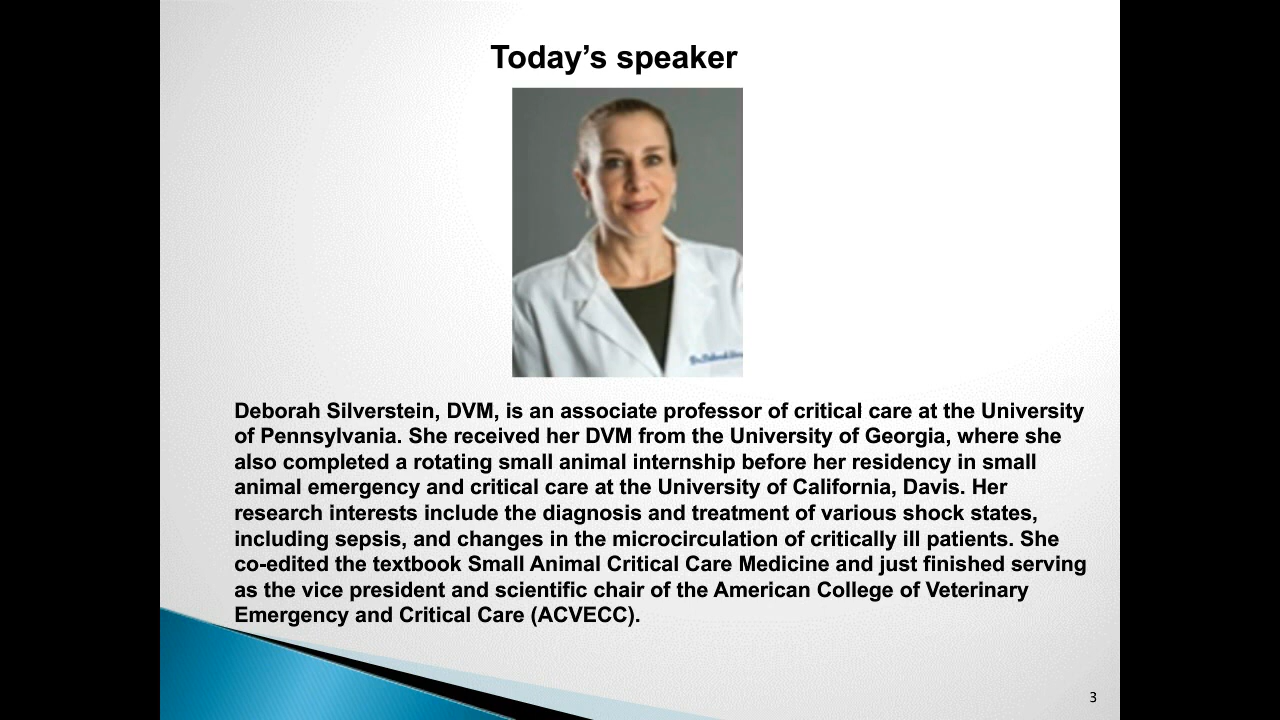 Today’s speaker
Deborah Silverstein, DVM, is an associate professor of critical care at the University
of Pennsylvania. She received her DVM from the University of Georgia, where she
also completed a rotating small animal internship before her residency in small
animal emergency and critical care at the University of California, Davis. Her
research interests include the diagnosis and treatment of various shock states,
including sepsis, and changes in the microcirculation of critically ill patients. She
co-edited the textbook Small Animal Critical Care Medicine and just finished serving
as the vice president and scientific chair of the American College of Veterinary
Emergency and Critical Care (ACVECC).
3